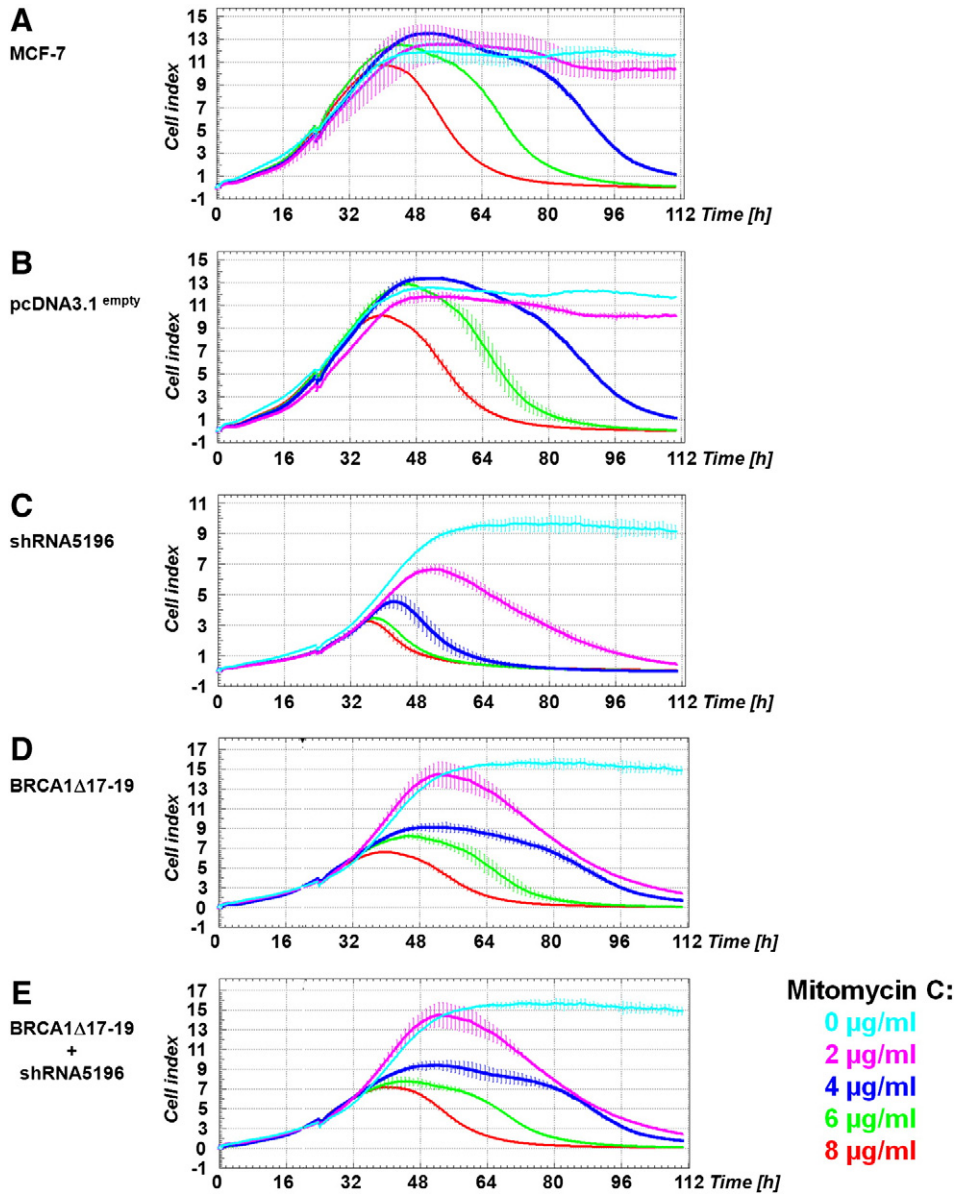 A
MCF-7
Cell index
15
13
11
9
7
5
3
1
-1
0 16 32 48 64 80 96 112 Time [h]
B
pcDNA3.1 empty
Cell index
15
13
11
9
7
5
3
1
-1
0 16 32 48 64 80 96 112 Time [h]
C
shRNA5196
Cell index
11
9
7
5
3
1
-1
0 16 32 48 64 80 96 112 Time [h]
D
BRCA1Δ17-19
Cell index
17
15
13
11
9
7
5
3
0
-1
0 16 32 48 64 80 96 112 Time [h]
E
BRCA1Δ17-19
+
shRNA5196
Cell index
17
15
13
11
9
7
5
3
0
-1
0 16 32 48 64 80 96 112 Time [h]
Mitomycin C:
0 µg/ml
2 µg/ml
4 µg/ml
6 µg/ml
8 µg/ml